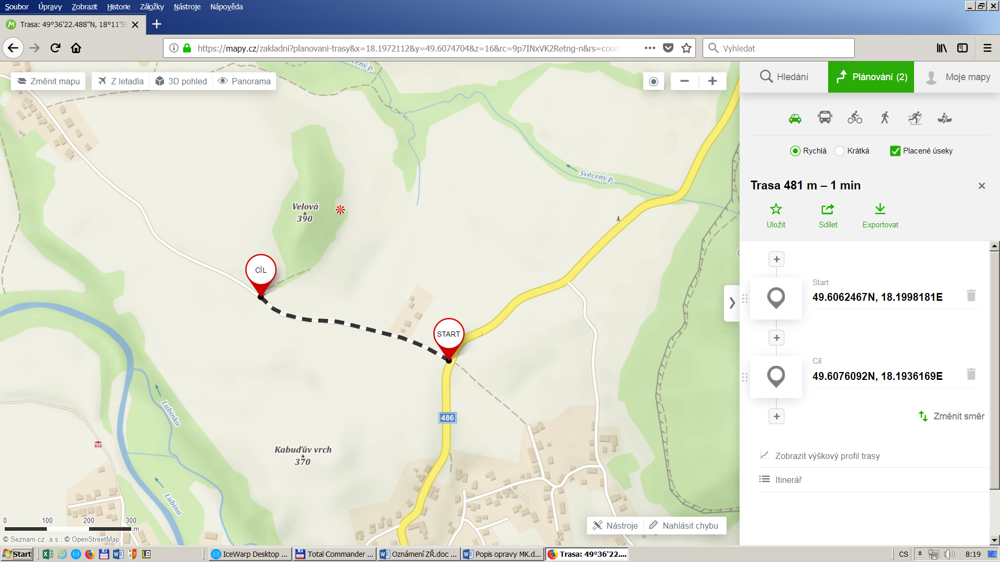 Soubor Úpravy Zobrazit Historie Záložky Nástroje Nápověda
Trasa: 49°36'22.488"N, 18°11'59
https://mapy.cz/zakladni?planovani-trasy&x=18.1972112&y=49.6074704&z=16&rc=9p7INxVK2Retng-n&rs=coor
Vyhledat
Změnit mapu
Z letadla
3D pohled
Panorama
Hledání
Plánování (2)
Moje mapy
Rychlá
Krátká
Placené úseky
Trasa 481 m – 1 min
Uložit
Sdílet
Exportovat
Start
49.6062467N, 18.1998181E
Cíl
49.6076092N, 18.1936169E
Změnit směr
Zobrazit výškový profil trasy
Itinerář
Svěcený p.
Velová
390
CÍL
START
486
Lubinka
Kabuďův vrch
370
Lubina
0 100 200 300
m
© Seznam.cz, a.s., © OpenStreetMap
Nástroje
Nahlásit chybu
Start
IceWarp Desktop ...
Total Commander ...
Oznámení ZŘ.doc ...
Popis opravy MK.d...
Trasa: 49°36'22....
CS
8:19